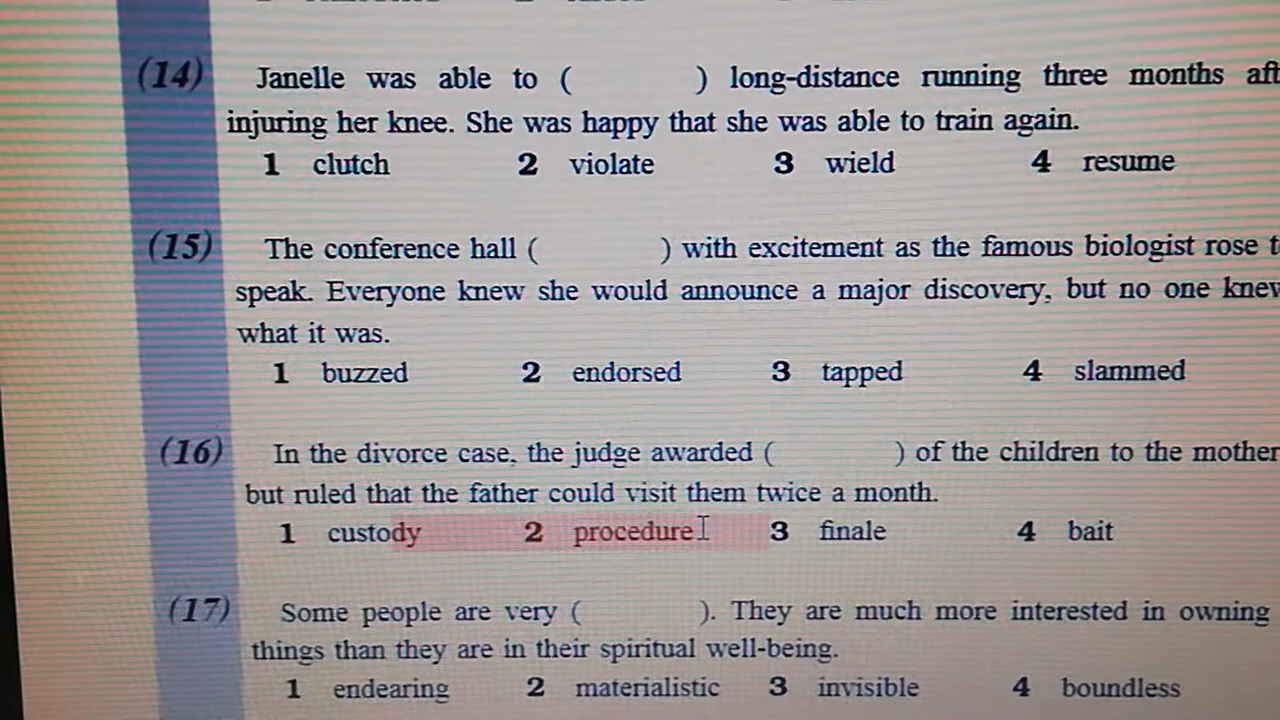 (14) Janelle was able to ( ) long-distance running three months
injuring her knee. She was happy that she was able to train again.
1 clutch 2 violate 3 wield 4 resume
(15) The conference hall ( ) with excitement as the famous biologist rose
speak. Everyone knew she would announce a major discovery, but no one
what it was.
1 buzzed 2 endorsed 3 tapped 4 slammed
(16) In the divorce case, the judge awarded ( ) of the children to the mother
but ruled that the father could visit them twice a month.
1 custody 2 procedure 3 finale 4 bait
(17) Some people are very ( ). They are much more interested in owning
things than they are in their spiritual well-being.
1 endearing 2 materialistic 3 invisible 4 boundless